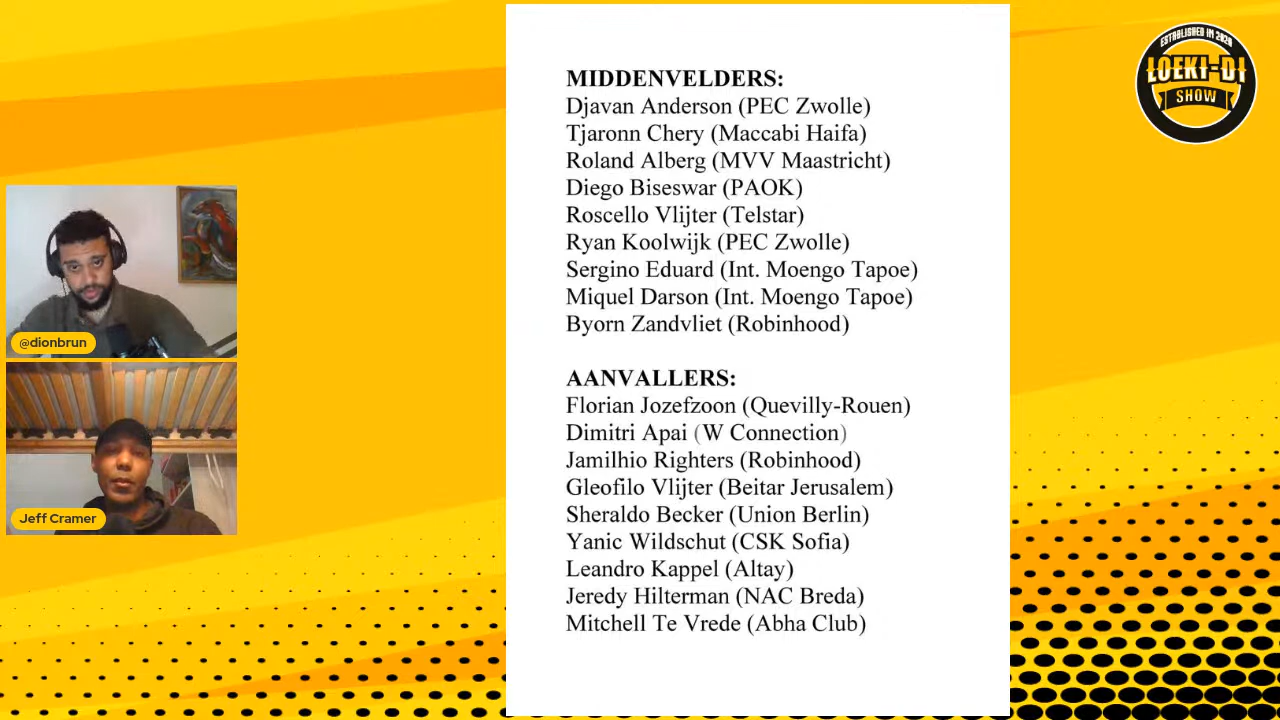 ESTABLISHED IN 2020
LOEKI-DI
SHOW
MIDDENVELDERS:
Djavan Anderson (PEC Zwolle)
Tjaronn Chery (Maccabi Haifa)
Roland Alberg (MVV Maastricht)
Diego Biseswar (PAOK)
Roscello Vlijter (Telstar)
Ryan Koolwijk (PEC Zwolle)
Sergino Eduard (Int. Moengo Tapoe)
Miquel Darson (Int. Moengo Tapoe)
Byorn Zandvliet (Robinhood)
AANVALLERS:
Florian Jozefzoon (Quevilly-Rouen)
Dimitri Apai (W Connection)
Jamilhio Righters (Robinhood)
Gleofilo Vlijter (Beitar Jerusalem)
Sheraldo Becker (Union Berlin)
Yanic Wildschut (CSK Sofia)
Leandro Kappel (Altay)
Jeredy Hilterman (NAC Breda)
Mitchell Te Vrede (Abha Club)
@dionbrun
Jeff Cramer